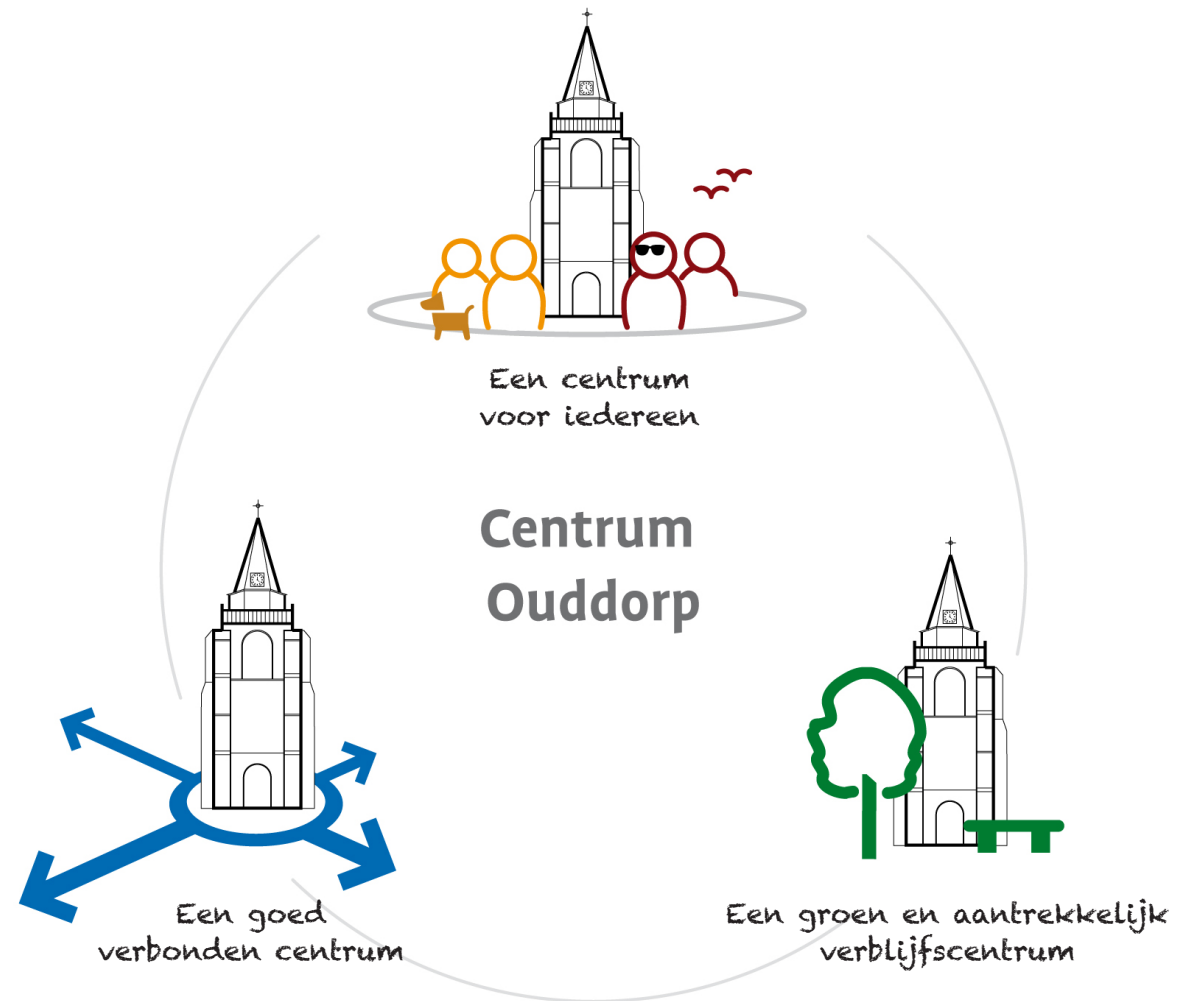 Een centrum
voor iedereen
Centrum
Ouddorp
Een goed
verbonden centrum
Een groen en aantrekkelijk
verblijfscentrum